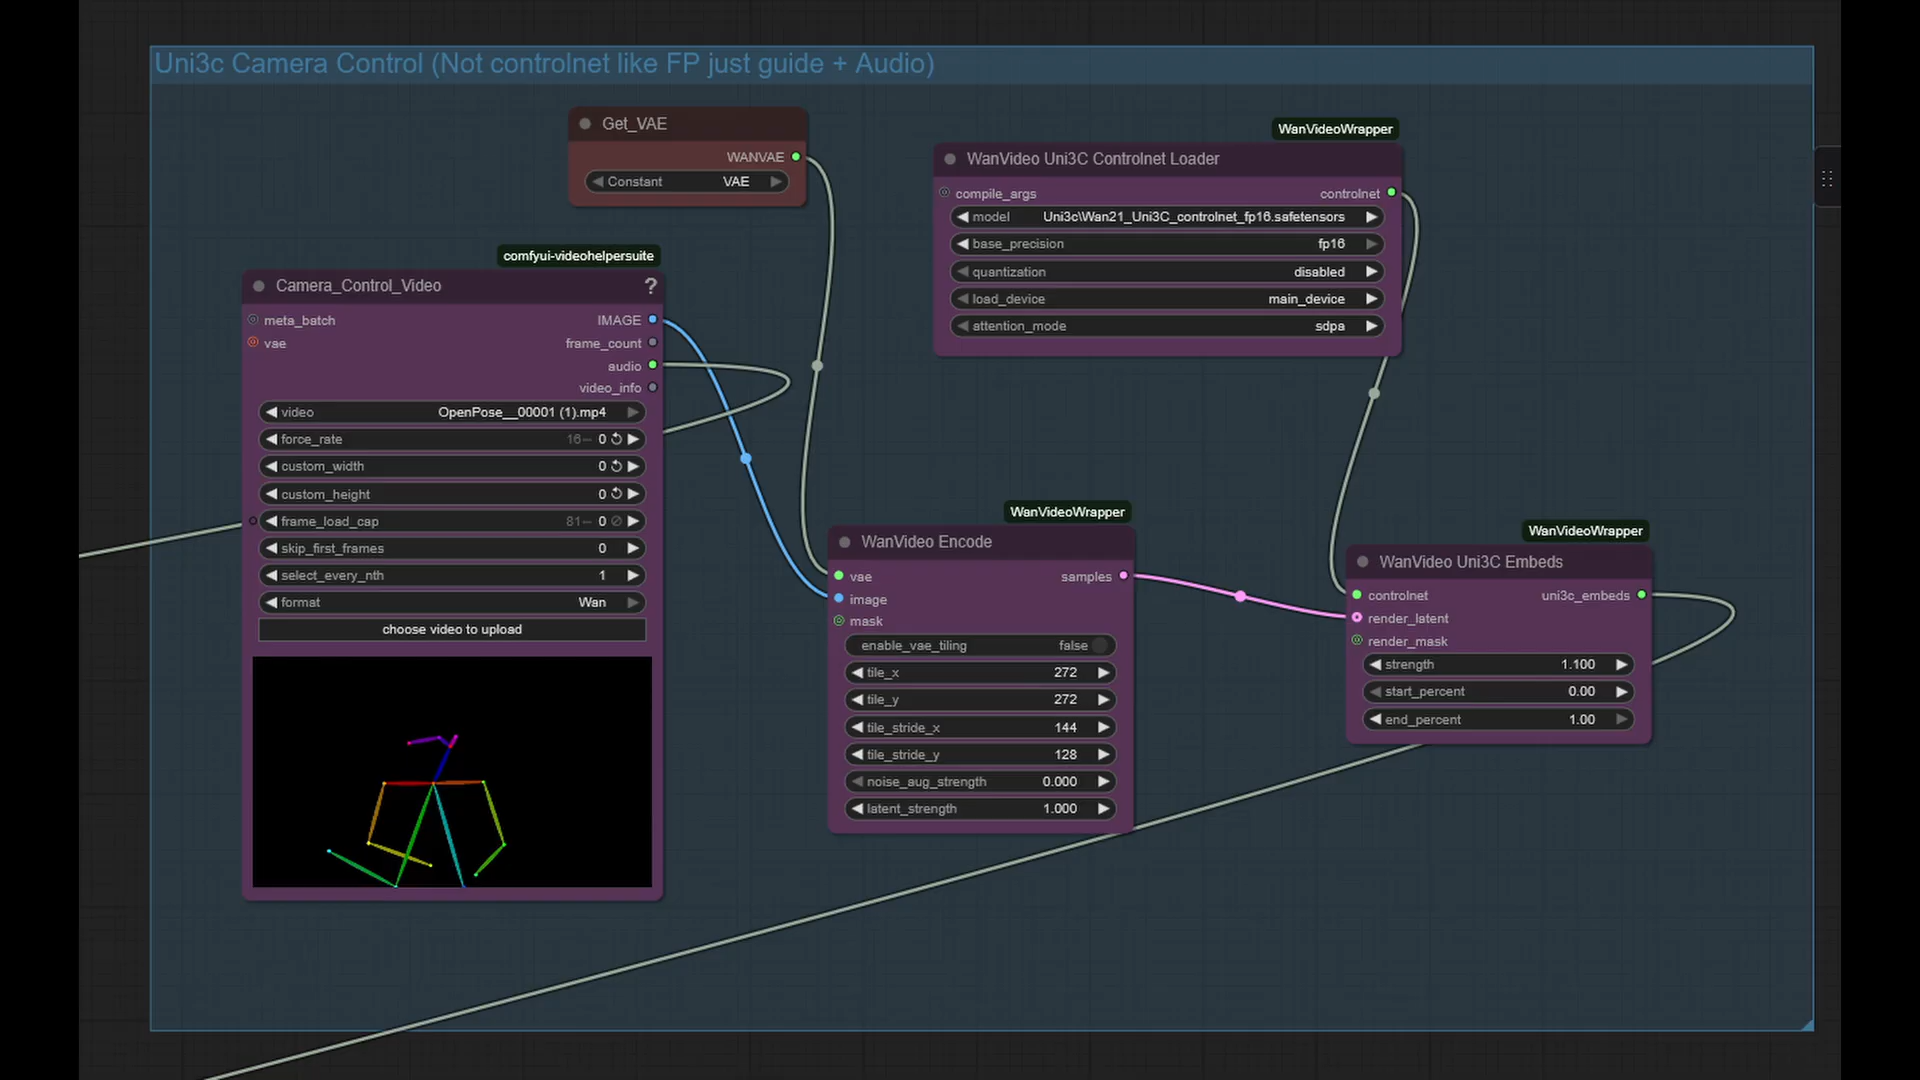 Uni3c Camera Control (Not controlnet like FP just guide + Audio)
Get_VAE
WANVAE
Constant VAE
WanVideoWrapper
WanVideo Uni3C Controlnet Loader
compile_args controlnet
model Uni3c\Wan21_Uni3C_controlnet_fp16.safetensors
base_precision fp16
quantization disabled
load_device main_device
attention_mode sdpa
comfyui-videohelpersuite
Camera_Control_Video ?
meta_batch IMAGE
vae frame_count
audio
video_info
video OpenPose__00001 (1).mp4
force_rate 16– 0
custom_width 0
custom_height 0
frame_load_cap 81– 0
skip_first_frames 0
select_every_nth 1
format Wan
choose video to upload
WanVideoWrapper
WanVideo Encode
vae samples
image
mask
enable_vae_tiling false
tile_x 272
tile_y 272
tile_stride_x 144
tile_stride_y 128
noise_aug_strength 0.000
latent_strength 1.000
WanVideoWrapper
WanVideo Uni3C Embeds
controlnet uni3c_embeds
render_latent
render_mask
strength 1.100
start_percent 0.00
end_percent 1.00